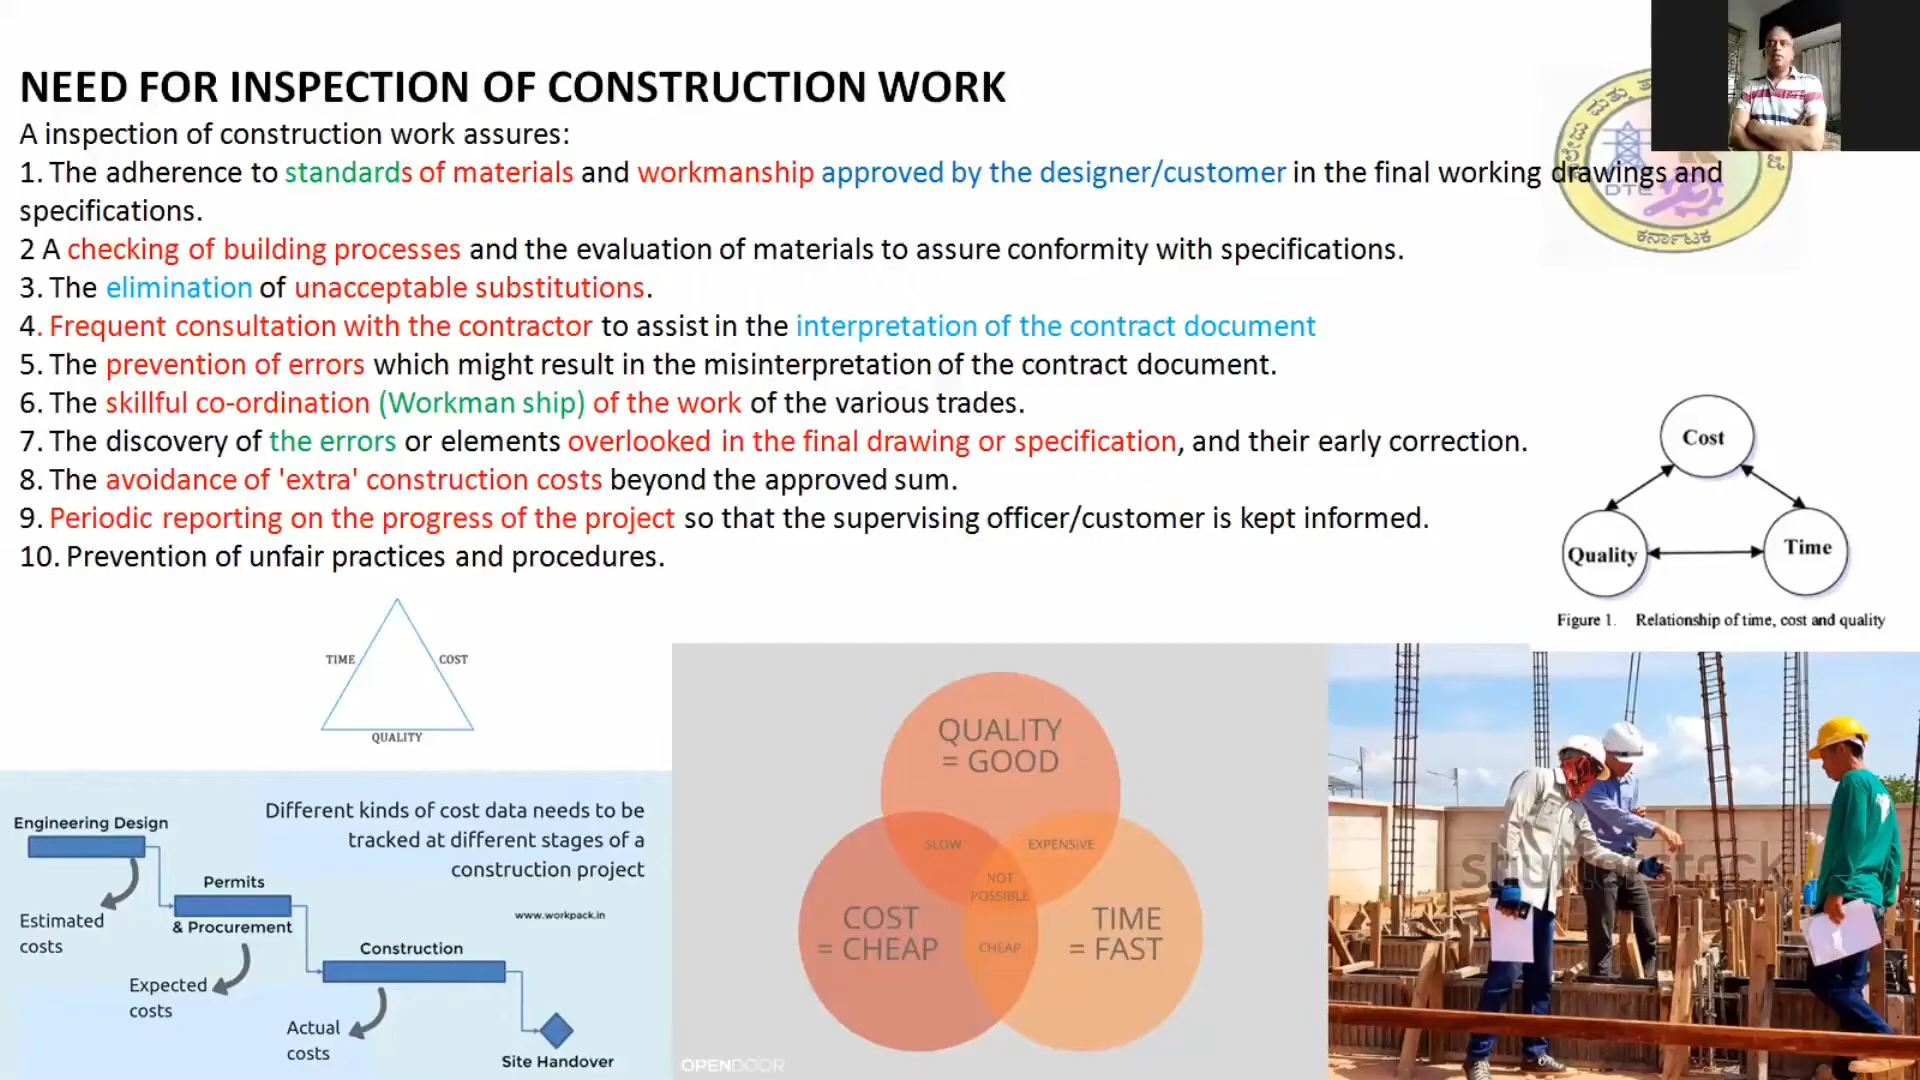 NEED FOR INSPECTION OF CONSTRUCTION WORK
A inspection of construction work assures:
1. The adherence to standards of materials and workmanship approved by the designer/customer in the final working drawings and
specifications.
2 A checking of building processes and the evaluation of materials to assure conformity with specifications.
3. The elimination of unacceptable substitutions.
4. Frequent consultation with the contractor to assist in the interpretation of the contract document
5. The prevention of errors which might result in the misinterpretation of the contract document.
6. The skillful co-ordination (Workman ship) of the work of the various trades.
7. The discovery of the errors or elements overlooked in the final drawing or specification, and their early correction.
8. The avoidance of 'extra' construction costs beyond the approved sum.
9. Periodic reporting on the progress of the project so that the supervising officer/customer is kept informed.
10. Prevention of unfair practices and procedures.
DTE
ಕರ್ನಾಟಕ
Cost
Quality
Time
Figure 1. Relationship of time, cost and quality
TIME
COST
QUALITY
Different kinds of cost data needs to be
tracked at different stages of a
construction project
www.workpack.in
Engineering Design
Estimated
costs
Permits
& Procurement
Expected
costs
Construction
Actual
costs
Site Handover
QUALITY
= GOOD
SLOW
EXPENSIVE
NOT
POSSIBLE
COST
= CHEAP
CHEAP
TIME
= FAST
OPENDOOR
shutterstock